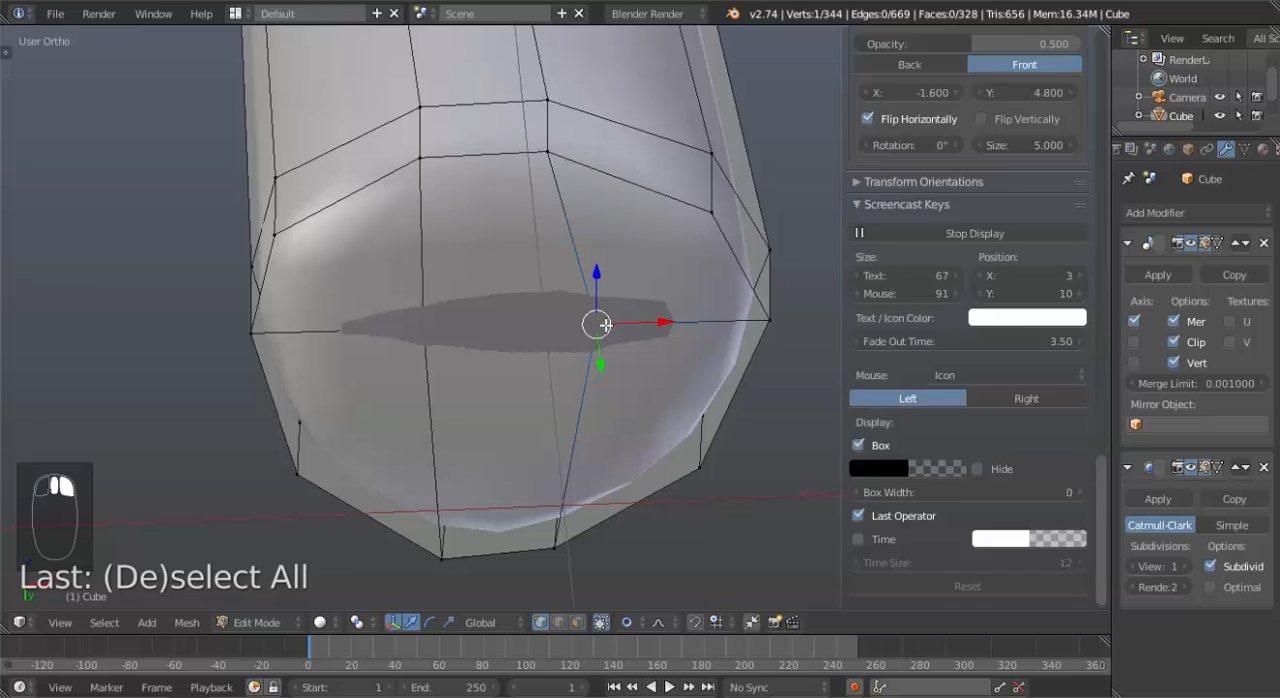 File Render Window Help Default Scene Blender Render v2.74 | Verts:1/344 | Edges:0/669 | Faces:0/328 | Tris:656 | Mem:16.34M | Cube
User Ortho
Opacity: 0.500
Back Front
X: -1.600 Y: 4.800
Flip Horizontally Flip Vertically
Rotation: 0° Size: 5.000
Transform Orientations
Screencast Keys
Stop Display
Size: Position:
Text: 67 X: 3
Mouse: 91 Y: 10
Text / Icon Color:
Fade Out Time: 3.50
Mouse: Icon
Left Right
Display:
Box
Hide
Box Width: 0
Last Operator
Time
Time Size: 12
Reset
View Search All Sc
RenderL
World
Camera
Cube
Cube
Add Modifier
Apply Copy
Axis: Options: Textures:
Mer U
Clip V
Vert
Merge Limit: 0.001000
Mirror Object:
Apply Copy
Catmull-Clark Simple
Subdivisions: Options:
View: 1 Subdivid
Rende:2 Optimal
Last: (De)select All
(1) Cube
View Select Add Mesh Edit Mode Global
-120 -100 -80 -60 -40 -20 0 20 40 60 80 100 120 140 160 180 200 220 240 260 280 300 320 340 360
View Marker Frame Playback Start: 1 End: 250 1 No Sync